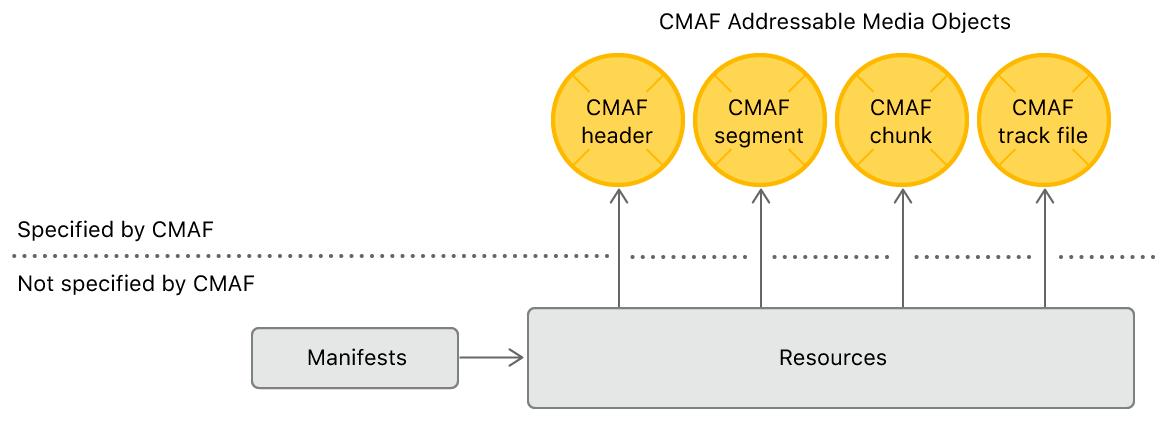 CMAF Addressable Media Objects
CMAF
header
CMAF
segment
CMAF
chunk
CMAF
track file
Specified by CMAF
Not specified by CMAF
Manifests
Resources